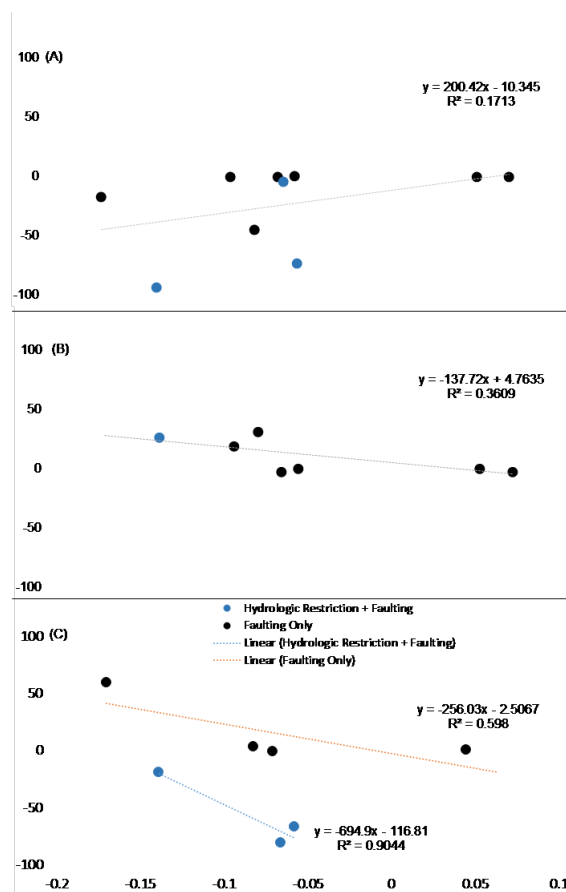 100 (A)
y = 200.42x - 10.345
R² = 0.1713
50
0
-50
-100
100 (B)
y = -137.72x + 4.7635
R² = 0.3609
50
0
-50
-100
Hydrologic Restriction + Faulting
Faulting Only
Linear (Hydrologic Restriction + Faulting)
Linear (Faulting Only)
100 (C)
50
y = -256.03x - 2.5067
R² = 0.598
0
-50
y = -694.9x - 116.81
R² = 0.9044
-100
-0.2 -0.15 -0.1 -0.05 0 0.05 0.1